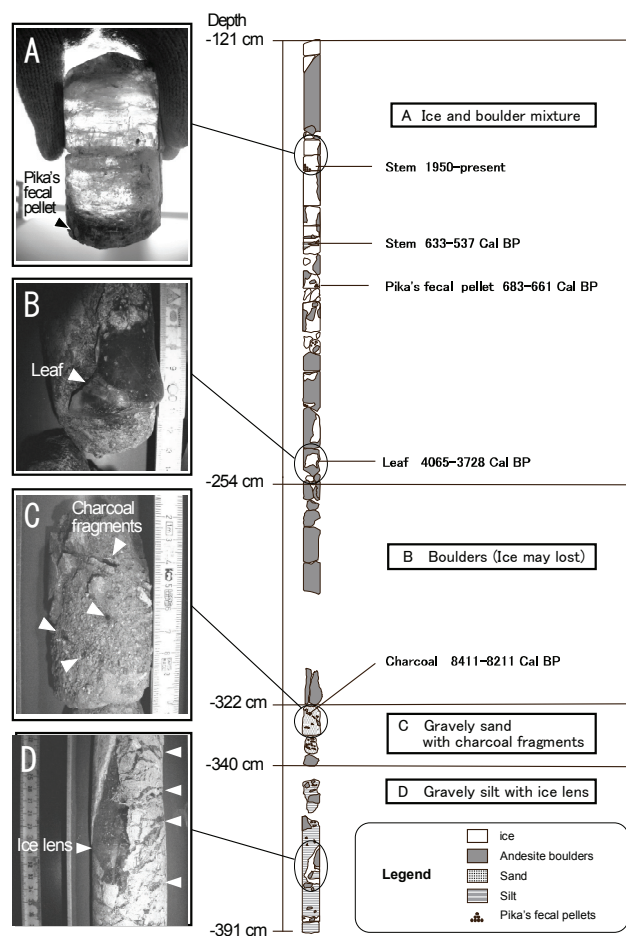 Depth
-121 cm
A
Pika's
fecal
pellet
A Ice and boulder mixture
Stem 1950-present
Stem 633-537 Cal BP
Pika's fecal pellet 683-661 Cal BP
B
Leaf
Leaf 4065-3728 Cal BP
-254 cm
C
Charcoal
fragments
B Boulders (Ice may lost)
Charcoal 8411-8211 Cal BP
-322 cm
C Gravely sand
with charcoal fragments
-340 cm
D
Ice lens
D Gravely silt with ice lens
Legend
ice
Andesite boulders
Sand
Silt
Pika's fecal pellets
-391 cm